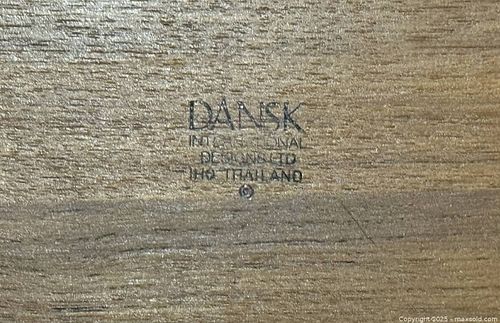 DANSK
INTERNATIONAL
DESIGNS LTD
IHQ THAILAND
©
Copyright©2025 - maxsold.com